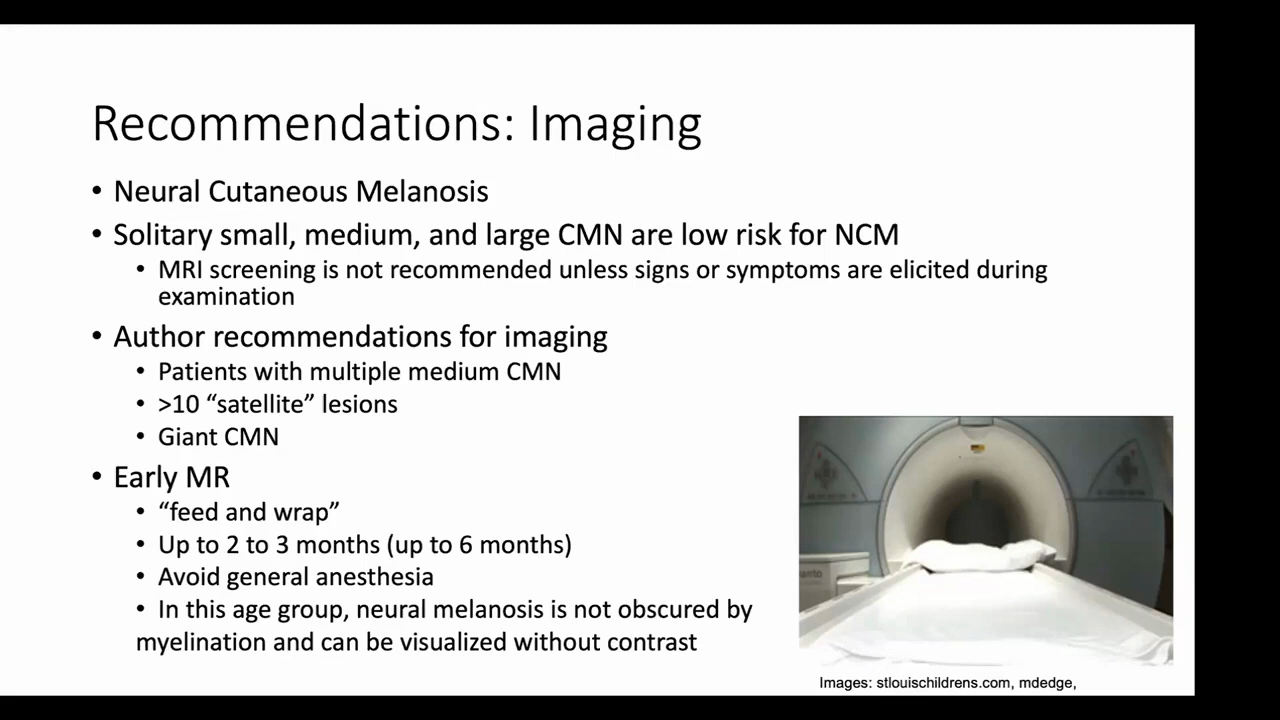 Recommendations: Imaging
• Neural Cutaneous Melanosis
• Solitary small, medium, and large CMN are low risk for NCM
• MRI screening is not recommended unless signs or symptoms are elicited during
examination
• Author recommendations for imaging
• Patients with multiple medium CMN
• >10 “satellite” lesions
• Giant CMN
• Early MR
• “feed and wrap”
• Up to 2 to 3 months (up to 6 months)
• Avoid general anesthesia
• In this age group, neural melanosis is not obscured by
myelination and can be visualized without contrast
Images: stlouischildrens.com, mdedge,